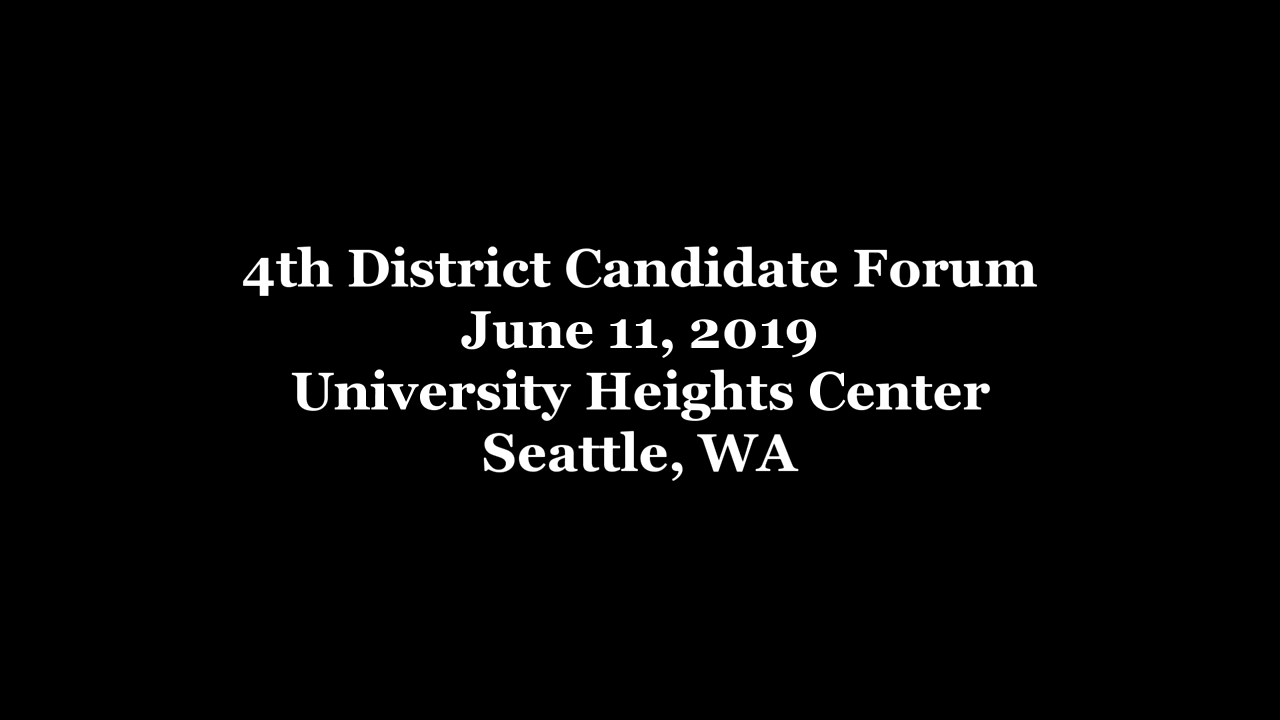 4th District Candidate Forum
June 11, 2019
University Heights Center
Seattle, WA